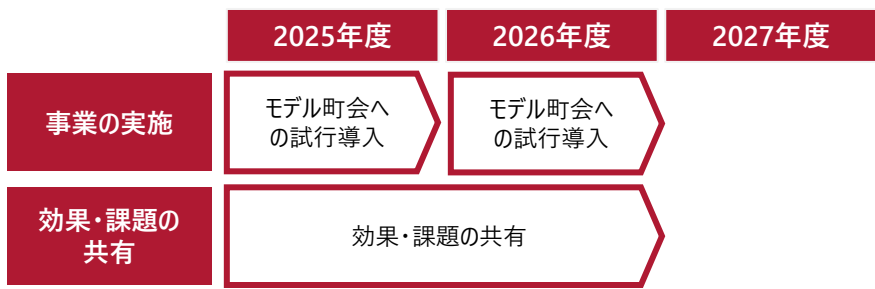 2025年度
2026年度
2027年度
事業の実施
モデル町会へ
の試行導入
モデル町会へ
の試行導入
効果・課題の
共有
効果・課題の共有